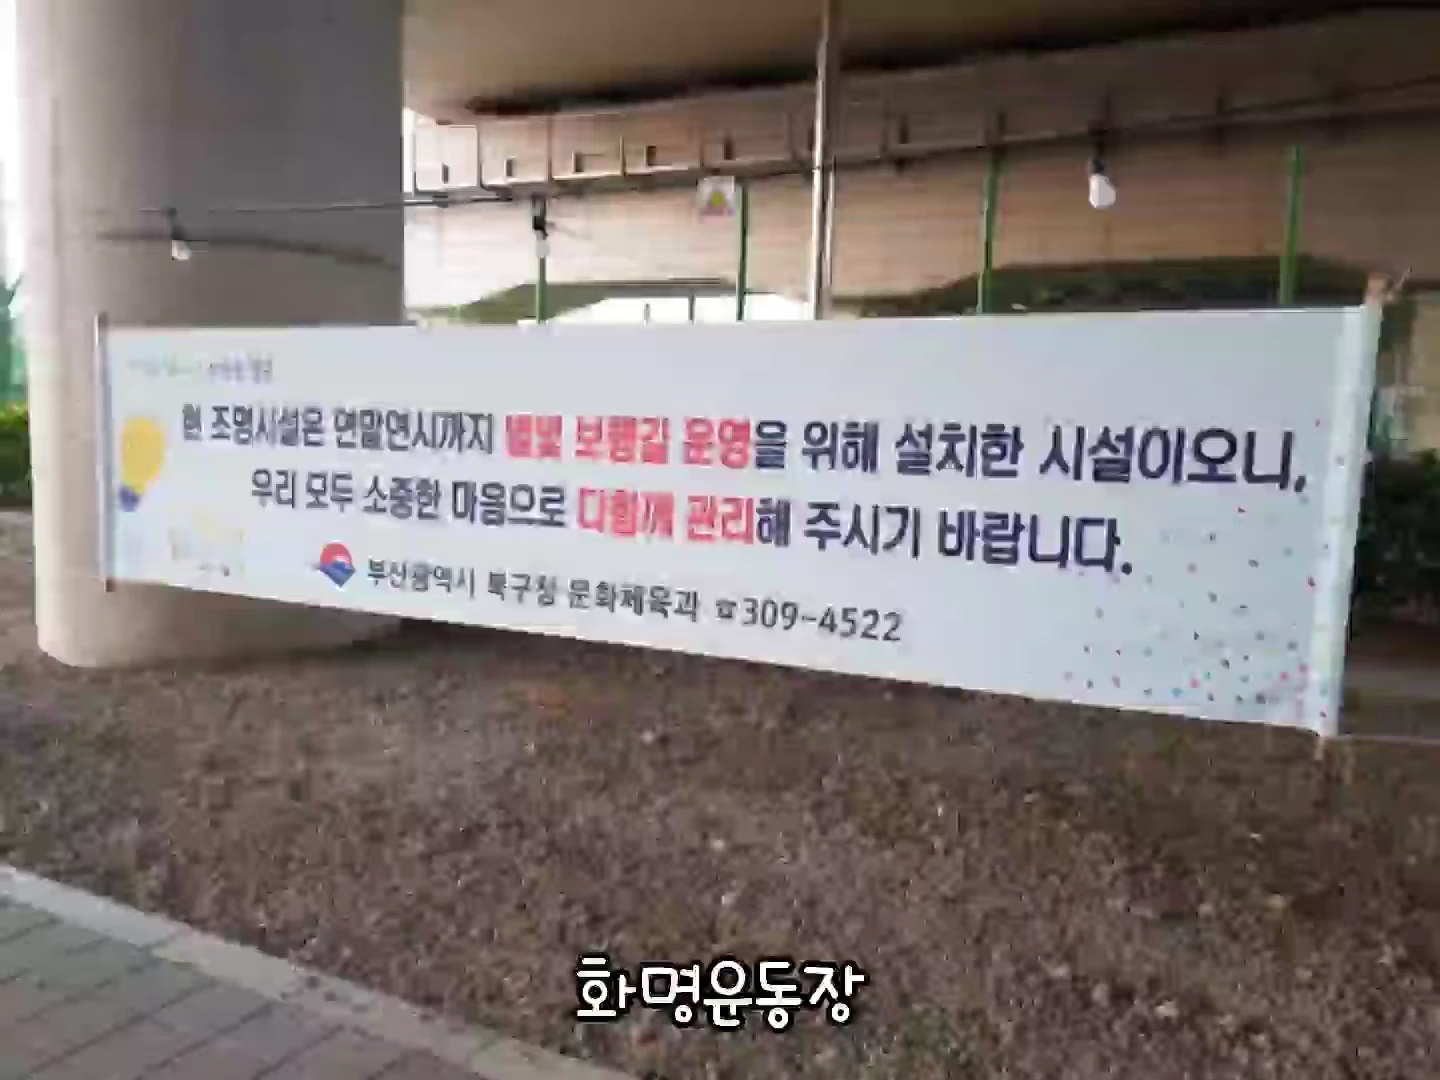 현 조명시설은 연말연시까지 별빛 보행길 운영을 위해 설치한 시설이오니,
우리 모두 소중한 마음으로 다함께 관리해 주시기 바랍니다.
부산광역시 북구청 문화체육과 ☎309-4522
화명운동장